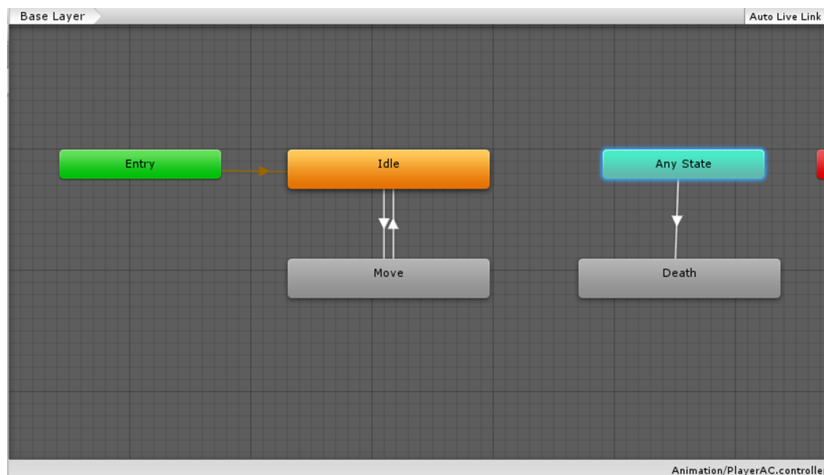 Base Layer
Auto Live Link
Entry
Idle
Any State
Move
Death
Animation/PlayerAC.controlle